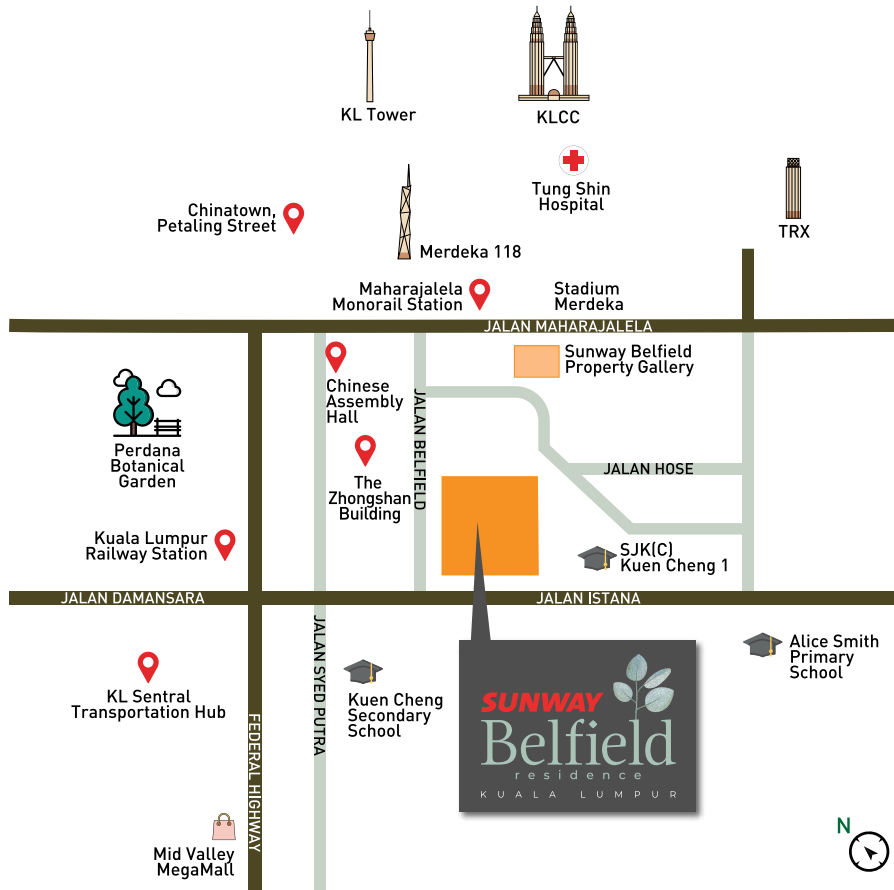 KL Tower
KLCC
Tung Shin
Hospital
Chinatown,
Petaling Street
TRX
Merdeka 118
Maharajalela
Monorail Station
Stadium
Merdeka
JALAN MAHARAJALELA
Sunway Belfield
Property Gallery
Chinese
Assembly
Hall
JALAN BELFIELD
Perdana
Botanical
Garden
The
Zhongshan
Building
JALAN HOSE
Kuala Lumpur
Railway Station
SJK(C)
Kuen Cheng 1
JALAN DAMANSARA
JALAN ISTANA
JALAN SYED PUTRA
Alice Smith
Primary
School
KL Sentral
Transportation Hub
Kuen Cheng
Secondary
School
SUNWAY
Belfield
residence
KUALA LUMPUR
FEDERAL HIGHWAY
Mid Valley
MegaMall
N